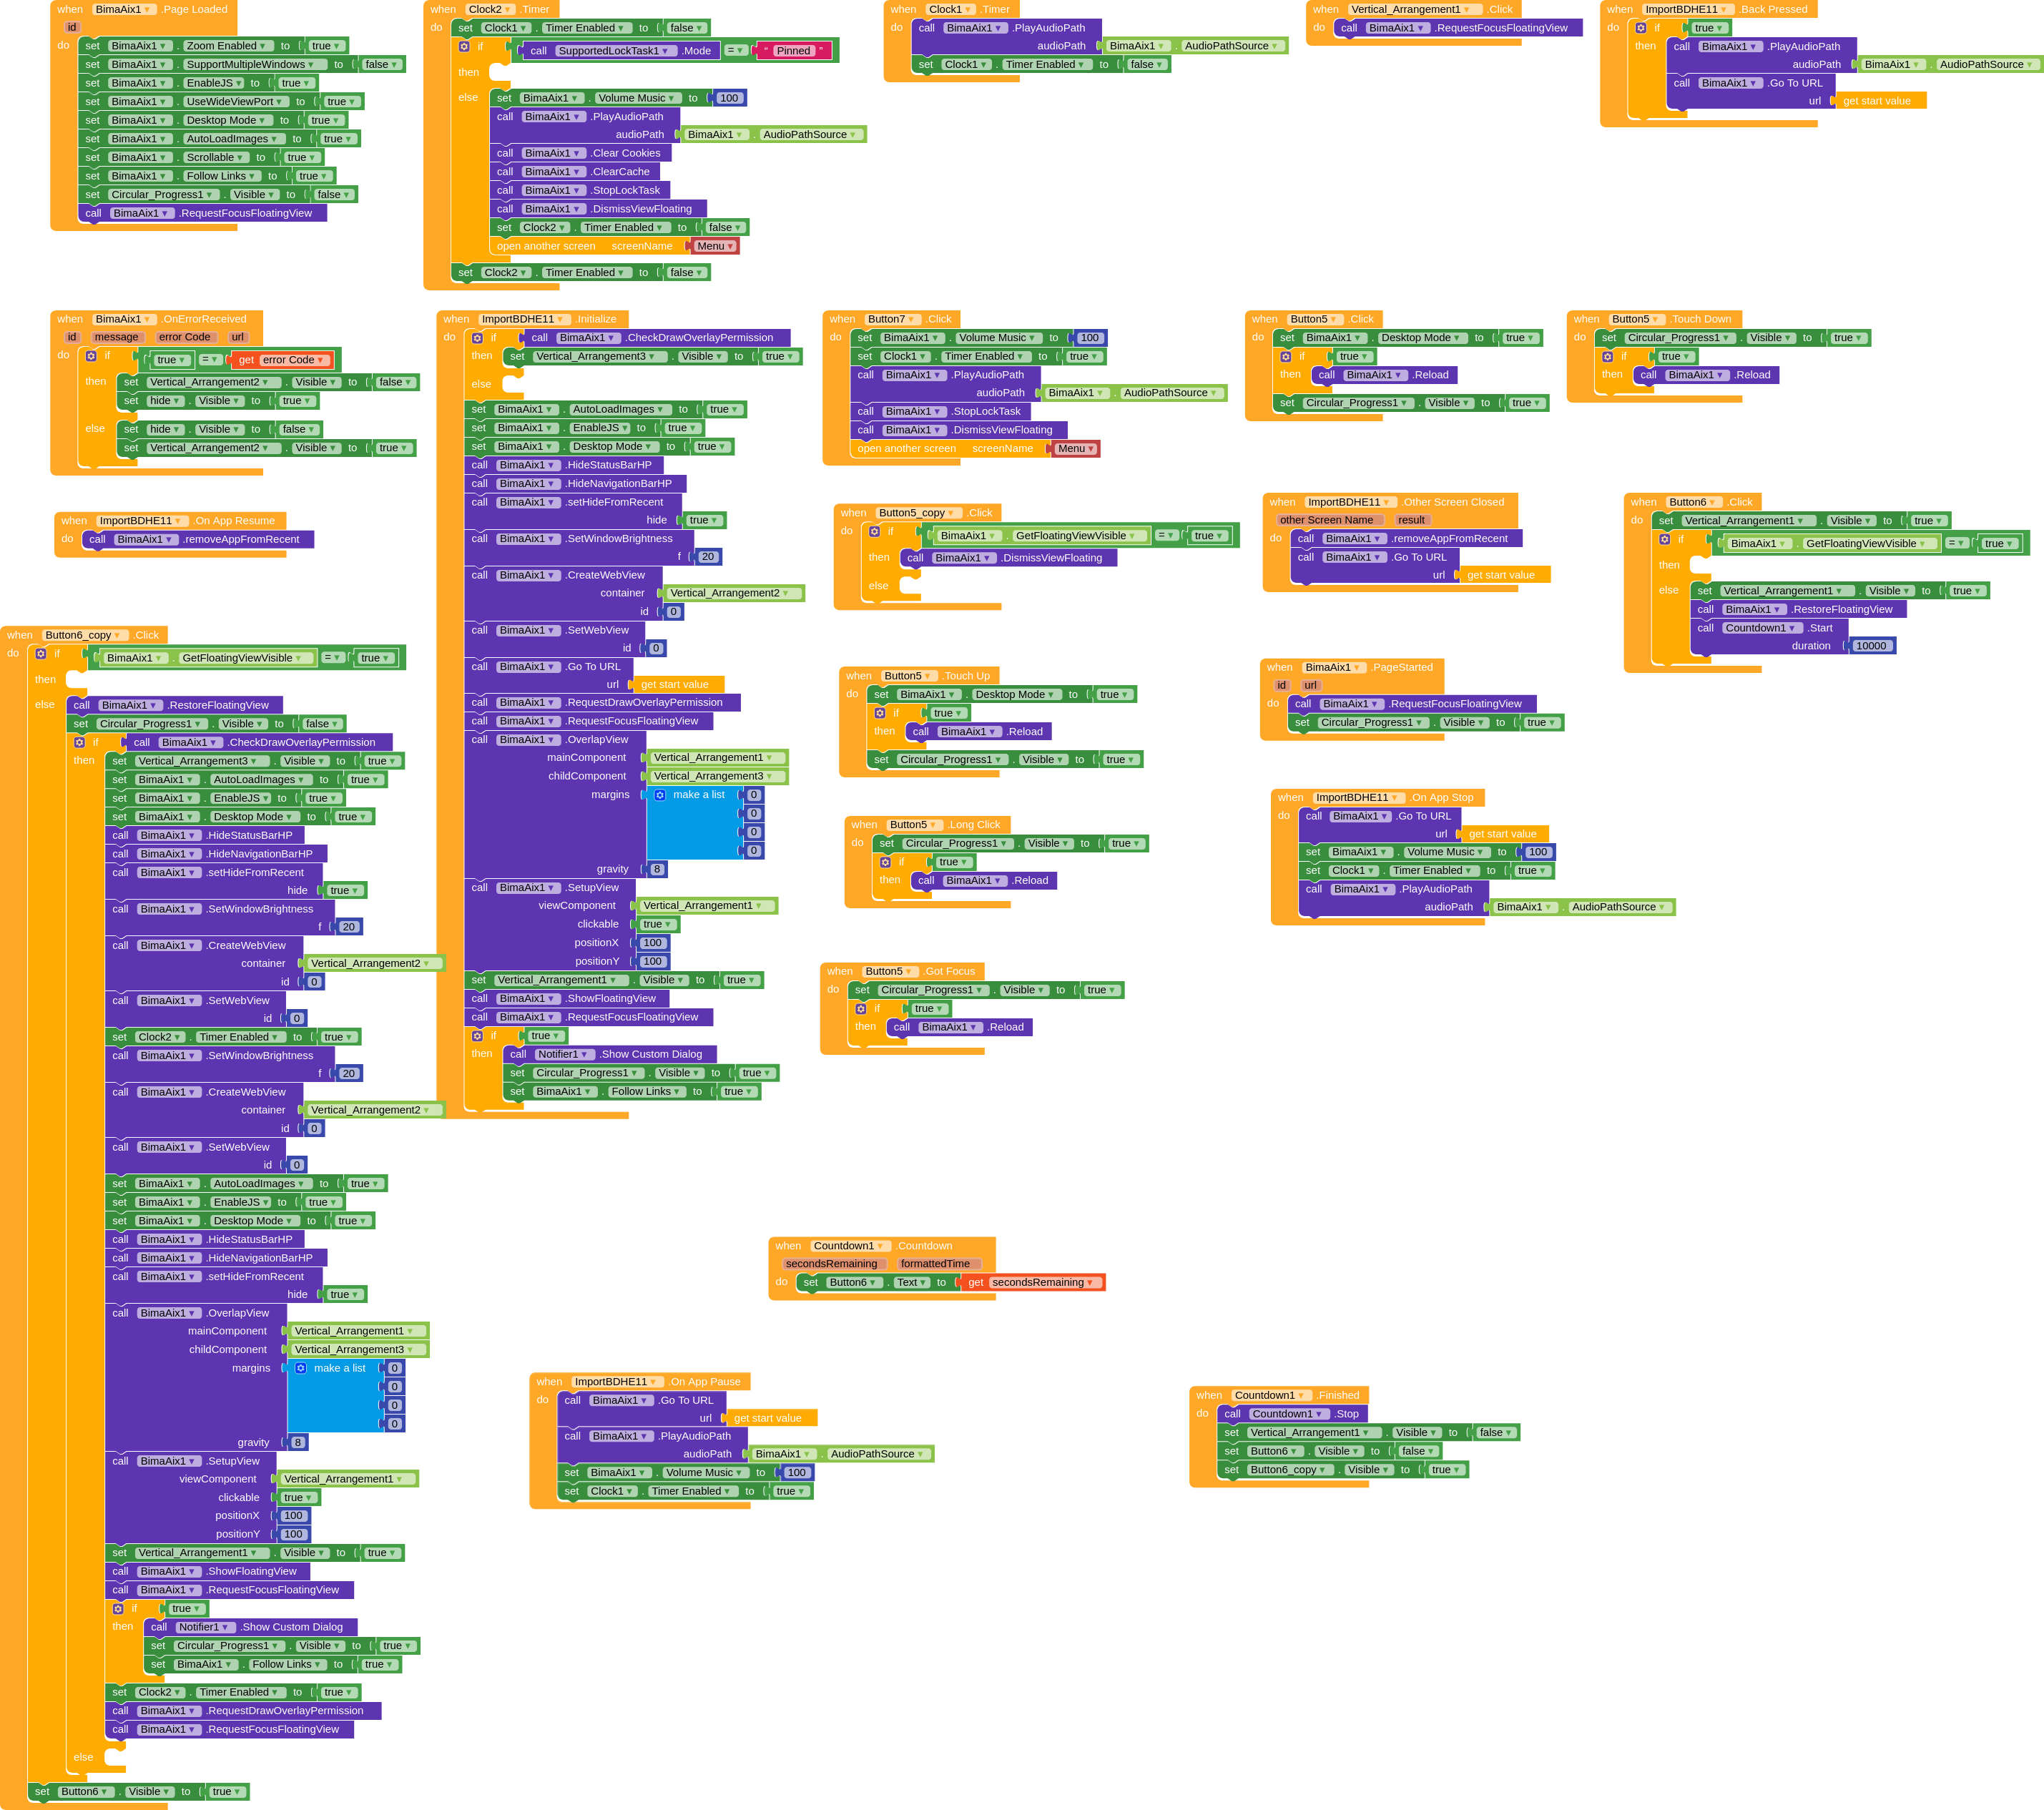 when BimaAix1 .Page Loaded
id
do set BimaAix1 . Zoom Enabled to true
set BimaAix1 . SupportMultipleWindows to false
set BimaAix1 . EnableJS to true
set BimaAix1 . UseWideViewPort to true
set BimaAix1 . Desktop Mode to true
set BimaAix1 . AutoLoadImages to true
set BimaAix1 . Scrollable to true
set BimaAix1 . Follow Links to true
set Circular_Progress1 . Visible to false
call BimaAix1 .RequestFocusFloatingView
when Clock2 .Timer
do set Clock1 . Timer Enabled to false
if call SupportedLockTask1 .Mode = " Pinned "
then
else set BimaAix1 . Volume Music to 100
call BimaAix1 .PlayAudioPath
audioPath BimaAix1 . AudioPathSource
call BimaAix1 .Clear Cookies
call BimaAix1 .ClearCache
call BimaAix1 .StopLockTask
call BimaAix1 .DismissViewFloating
set Clock2 . Timer Enabled to false
open another screen screenName Menu
set Clock2 . Timer Enabled to false
when Clock1 .Timer
do call BimaAix1 .PlayAudioPath
audioPath BimaAix1 . AudioPathSource
set Clock1 . Timer Enabled to false
when Vertical_Arrangement1 .Click
do call BimaAix1 .RequestFocusFloatingView
when ImportBDHE11 .Back Pressed
do if true
then call BimaAix1 .PlayAudioPath
audioPath BimaAix1 . AudioPathSource
call BimaAix1 .Go To URL
url get start value
when BimaAix1 .OnErrorReceived
id message error Code url
do if true = get error Code
then set Vertical_Arrangement2 . Visible to false
set hide . Visible to true
else set hide . Visible to false
set Vertical_Arrangement2 . Visible to true
when ImportBDHE11 .Initialize
do if call BimaAix1 .CheckDrawOverlayPermission
then set Vertical_Arrangement3 . Visible to true
else
set BimaAix1 . AutoLoadImages to true
set BimaAix1 . EnableJS to true
set BimaAix1 . Desktop Mode to true
call BimaAix1 .HideStatusBarHP
call BimaAix1 .HideNavigationBarHP
call BimaAix1 .setHideFromRecent
hide true
call BimaAix1 .SetWindowBrightness
f 20
call BimaAix1 .CreateWebView
container Vertical_Arrangement2
id 0
call BimaAix1 .SetWebView
id 0
call BimaAix1 .Go To URL
url get start value
call BimaAix1 .RequestDrawOverlayPermission
call BimaAix1 .RequestFocusFloatingView
call BimaAix1 .OverlapView
mainComponent Vertical_Arrangement1
childComponent Vertical_Arrangement3
margins make a list 0
0
0
0
gravity 8
call BimaAix1 .SetupView
viewComponent Vertical_Arrangement1
clickable true
positionX 100
positionY 100
set Vertical_Arrangement1 . Visible to true
call BimaAix1 .ShowFloatingView
call BimaAix1 .RequestFocusFloatingView
if true
then call Notifier1 .Show Custom Dialog
set Circular_Progress1 . Visible to true
set BimaAix1 . Follow Links to true
when Button7 .Click
do set BimaAix1 . Volume Music to 100
set Clock1 . Timer Enabled to true
call BimaAix1 .PlayAudioPath
audioPath BimaAix1 . AudioPathSource
call BimaAix1 .StopLockTask
call BimaAix1 .DismissViewFloating
open another screen screenName Menu
when Button5 .Click
do set BimaAix1 . Desktop Mode to true
if true
then call BimaAix1 .Reload
set Circular_Progress1 . Visible to true
when Button5 .Touch Down
do set Circular_Progress1 . Visible to true
if true
then call BimaAix1 .Reload
when ImportBDHE11 .On App Resume
do call BimaAix1 .removeAppFromRecent
when Button5_copy .Click
do if BimaAix1 . GetFloatingViewVisible = true
then call BimaAix1 .DismissViewFloating
else
when ImportBDHE11 .Other Screen Closed
other Screen Name result
do call BimaAix1 .removeAppFromRecent
call BimaAix1 .Go To URL
url get start value
when Button6 .Click
do set Vertical_Arrangement1 . Visible to true
if BimaAix1 . GetFloatingViewVisible = true
then
else set Vertical_Arrangement1 . Visible to true
call BimaAix1 .RestoreFloatingView
call Countdown1 .Start
duration 10000
when Button6_copy .Click
do if BimaAix1 . GetFloatingViewVisible = true
then
else call BimaAix1 .RestoreFloatingView
set Circular_Progress1 . Visible to false
if call BimaAix1 .CheckDrawOverlayPermission
then set Vertical_Arrangement3 . Visible to true
set BimaAix1 . AutoLoadImages to true
set BimaAix1 . EnableJS to true
set BimaAix1 . Desktop Mode to true
call BimaAix1 .HideStatusBarHP
call BimaAix1 .HideNavigationBarHP
call BimaAix1 .setHideFromRecent
hide true
call BimaAix1 .SetWindowBrightness
f 20
call BimaAix1 .CreateWebView
container Vertical_Arrangement2
id 0
call BimaAix1 .SetWebView
id 0
set Clock2 . Timer Enabled to true
call BimaAix1 .SetWindowBrightness
f 20
call BimaAix1 .CreateWebView
container Vertical_Arrangement2
id 0
call BimaAix1 .SetWebView
id 0
set BimaAix1 . AutoLoadImages to true
set BimaAix1 . EnableJS to true
set BimaAix1 . Desktop Mode to true
call BimaAix1 .HideStatusBarHP
call BimaAix1 .HideNavigationBarHP
call BimaAix1 .setHideFromRecent
hide true
call BimaAix1 .OverlapView
mainComponent Vertical_Arrangement1
childComponent Vertical_Arrangement3
margins make a list 0
0
0
0
gravity 8
call BimaAix1 .SetupView
viewComponent Vertical_Arrangement1
clickable true
positionX 100
positionY 100
set Vertical_Arrangement1 . Visible to true
call BimaAix1 .ShowFloatingView
call BimaAix1 .RequestFocusFloatingView
if true
then call Notifier1 .Show Custom Dialog
set Circular_Progress1 . Visible to true
set BimaAix1 . Follow Links to true
set Clock2 . Timer Enabled to true
call BimaAix1 .RequestDrawOverlayPermission
call BimaAix1 .RequestFocusFloatingView
else
set Button6 . Visible to true
when Button5 .Touch Up
do set BimaAix1 . Desktop Mode to true
if true
then call BimaAix1 .Reload
set Circular_Progress1 . Visible to true
when BimaAix1 .PageStarted
id url
do call BimaAix1 .RequestFocusFloatingView
set Circular_Progress1 . Visible to true
when Button5 .Long Click
do set Circular_Progress1 . Visible to true
if true
then call BimaAix1 .Reload
when ImportBDHE11 .On App Stop
do call BimaAix1 .Go To URL
url get start value
set BimaAix1 . Volume Music to 100
set Clock1 . Timer Enabled to true
call BimaAix1 .PlayAudioPath
audioPath BimaAix1 . AudioPathSource
when Button5 .Got Focus
do set Circular_Progress1 . Visible to true
if true
then call BimaAix1 .Reload
when Countdown1 .Countdown
secondsRemaining formattedTime
do set Button6 . Text to get secondsRemaining
when ImportBDHE11 .On App Pause
do call BimaAix1 .Go To URL
url get start value
call BimaAix1 .PlayAudioPath
audioPath BimaAix1 . AudioPathSource
set BimaAix1 . Volume Music to 100
set Clock1 . Timer Enabled to true
when Countdown1 .Finished
do call Countdown1 .Stop
set Vertical_Arrangement1 . Visible to false
set Button6 . Visible to false
set Button6_copy . Visible to true